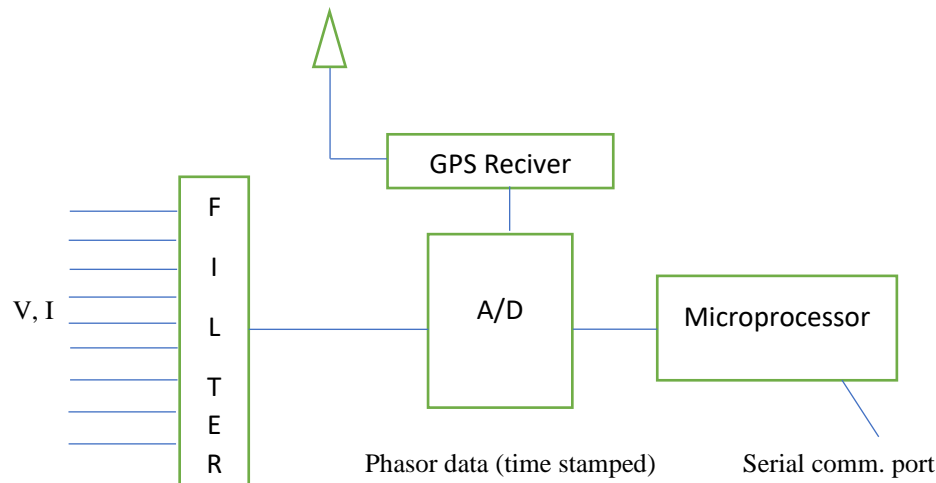 GPS Reciver
F
I
L
T
E
R
V, I
A/D
Microprocessor
Phasor data (time stamped)
Serial comm. port